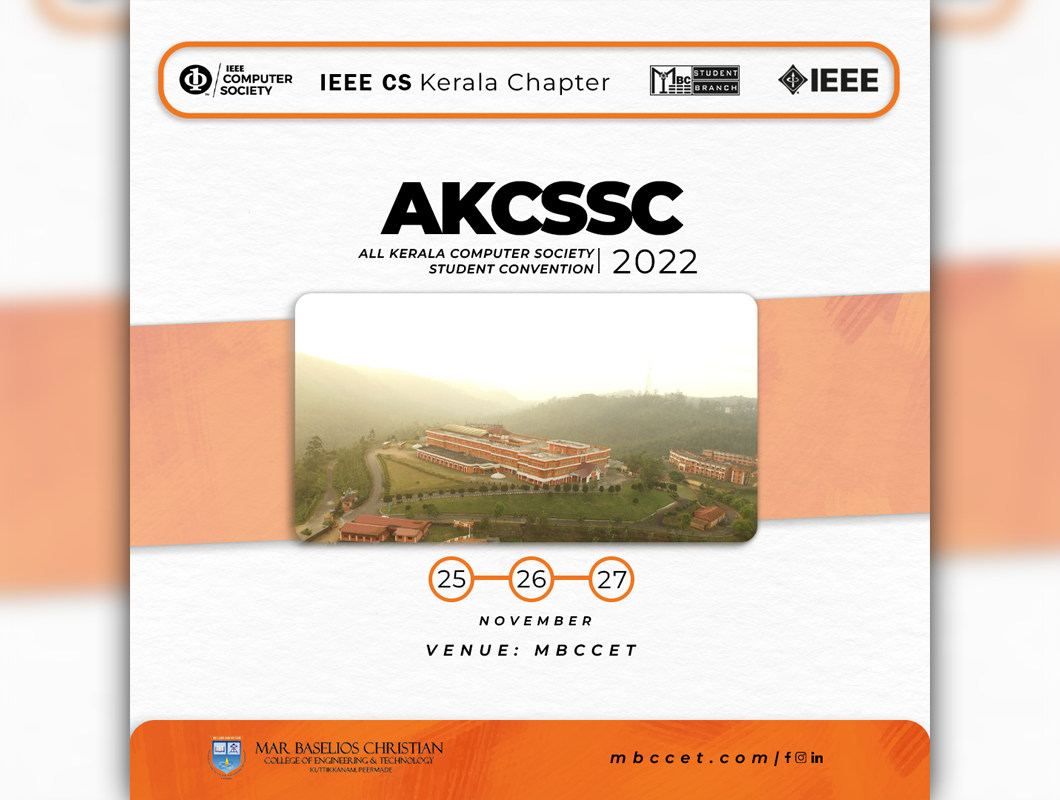 IEEE
COMPUTER
SOCIETY
IEEE CS Kerala Chapter
MBC
STUDENT
BRANCH
IEEE
AKCSSC
ALL KERALA COMPUTER SOCIETY
STUDENT CONVENTION
2022
25 26 27
NOVEMBER
VENUE: MBCCET
MAR BASELIOS CHRISTIAN
COLLEGE OF ENGINEERING & TECHNOLOGY
KUTTIKKANAM, PEERMADE
mbccet.com/